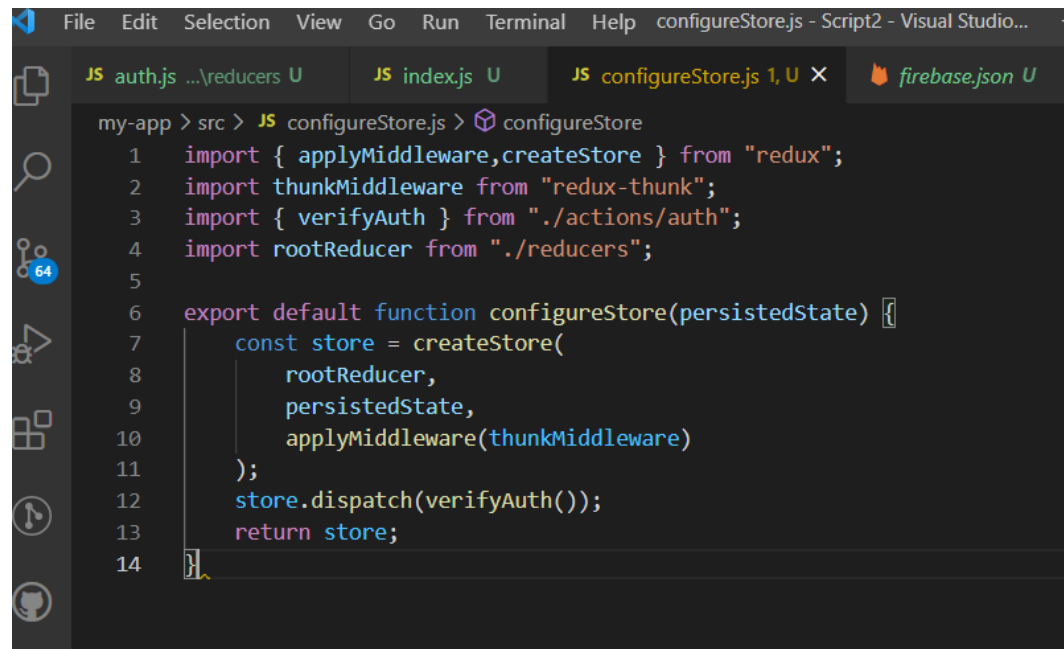 File Edit Selection View Go Run Terminal Help configureStore.js - Script2 - Visual Studio...
JS auth.js ...\reducers U JS index.js U JS configureStore.js 1, U firebase.json U
my-app > src > JS configureStore.js > configureStore
1 import { applyMiddleware,createStore } from "redux";
2 import thunkMiddleware from "redux-thunk";
3 import { verifyAuth } from "./actions/auth";
4 import rootReducer from "./reducers";
5
6 export default function configureStore(persistedState) {
7 const store = createStore(
8 rootReducer,
9 persistedState,
10 applyMiddleware(thunkMiddleware)
11 );
12 store.dispatch(verifyAuth());
13 return store;
14 }
64